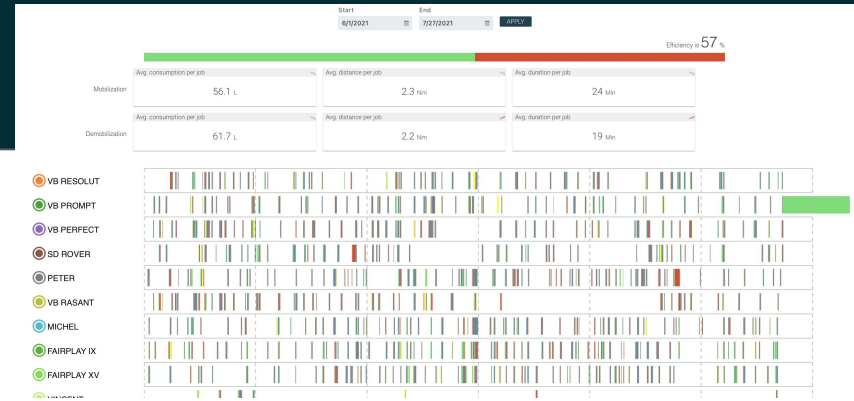 Start End
6/1/2021 7/27/2021 APPLY
Efficiency is 57 %
Avg. consumption per job Avg. distance per job Avg. duration per job
Mobilization 56.1 L 2.3 Nm 24 Min
Avg. consumption per job Avg. distance per job Avg. duration per job
Demobilization 61.7 L 2.2 Nm 19 Min
VB RESOLUT
VB PROMPT
VB PERFECT
SD ROVER
PETER
VB RASANT
MICHEL
FAIRPLAY IX
FAIRPLAY XV